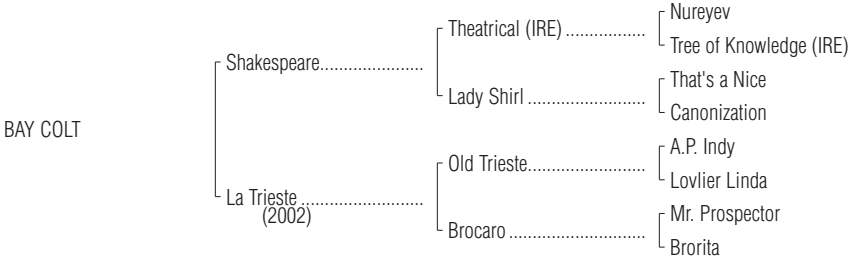 Nureyev
Theatrical (IRE) .................
Tree of Knowledge (IRE)
Shakespeare......................
That's a Nice
Lady Shirl .........................
Canonization
BAY COLT
A.P. Indy
Old Trieste.........................
Lovlier Linda
La Trieste ..........................
(2002)
Mr. Prospector
Brocaro .............................
Brorita